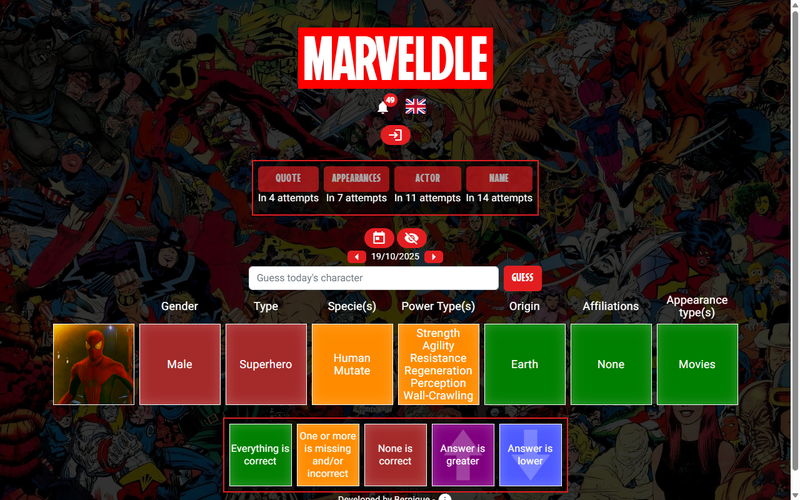 MARVELDLE
49
QUOTE APPEARANCES ACTOR NAME
In 4 attempts In 7 attempts In 11 attempts In 14 attempts
19/10/2025
Guess today's character GUESS
Gender Type Specie(s) Power Type(s) Origin Affiliations Appearance type(s)
Male
Superhero
Human
Mutate
Strength
Agility
Resistance
Regeneration
Perception
Wall-Crawling
Earth
None
Movies
Everything is
correct
One or more
is missing
and/or
incorrect
None is
correct
Answer is
greater
Answer is
lower
Developed by Bernique -